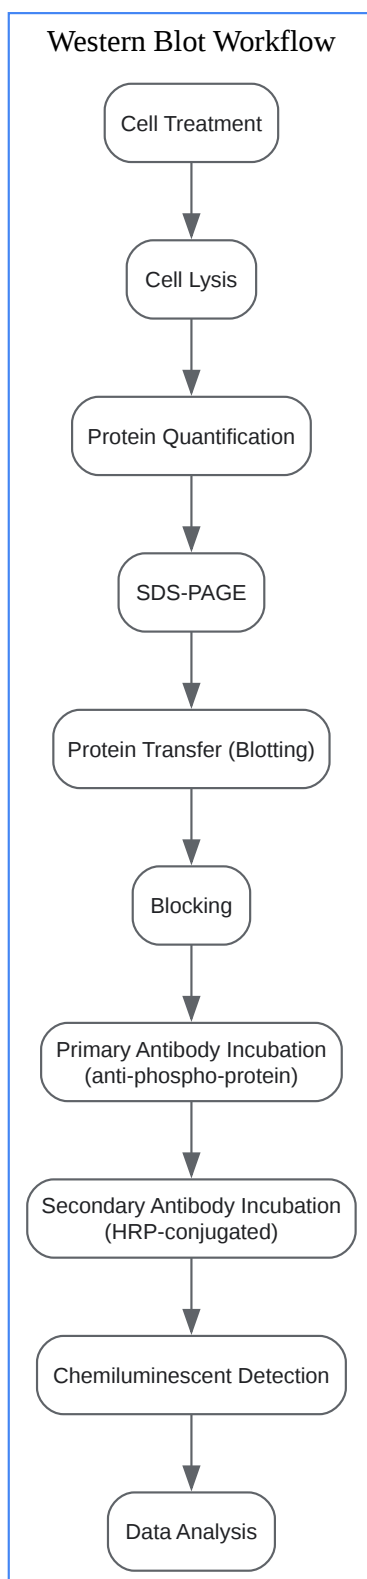 Western Blot Workflow
Cell Treatment
Cell Lysis
Protein Quantification
SDS-PAGE
Protein Transfer (Blotting)
Blocking
Primary Antibody Incubation
(anti-phospho-protein)
Secondary Antibody Incubation
(HRP-conjugated)
Chemiluminescent Detection
Data Analysis